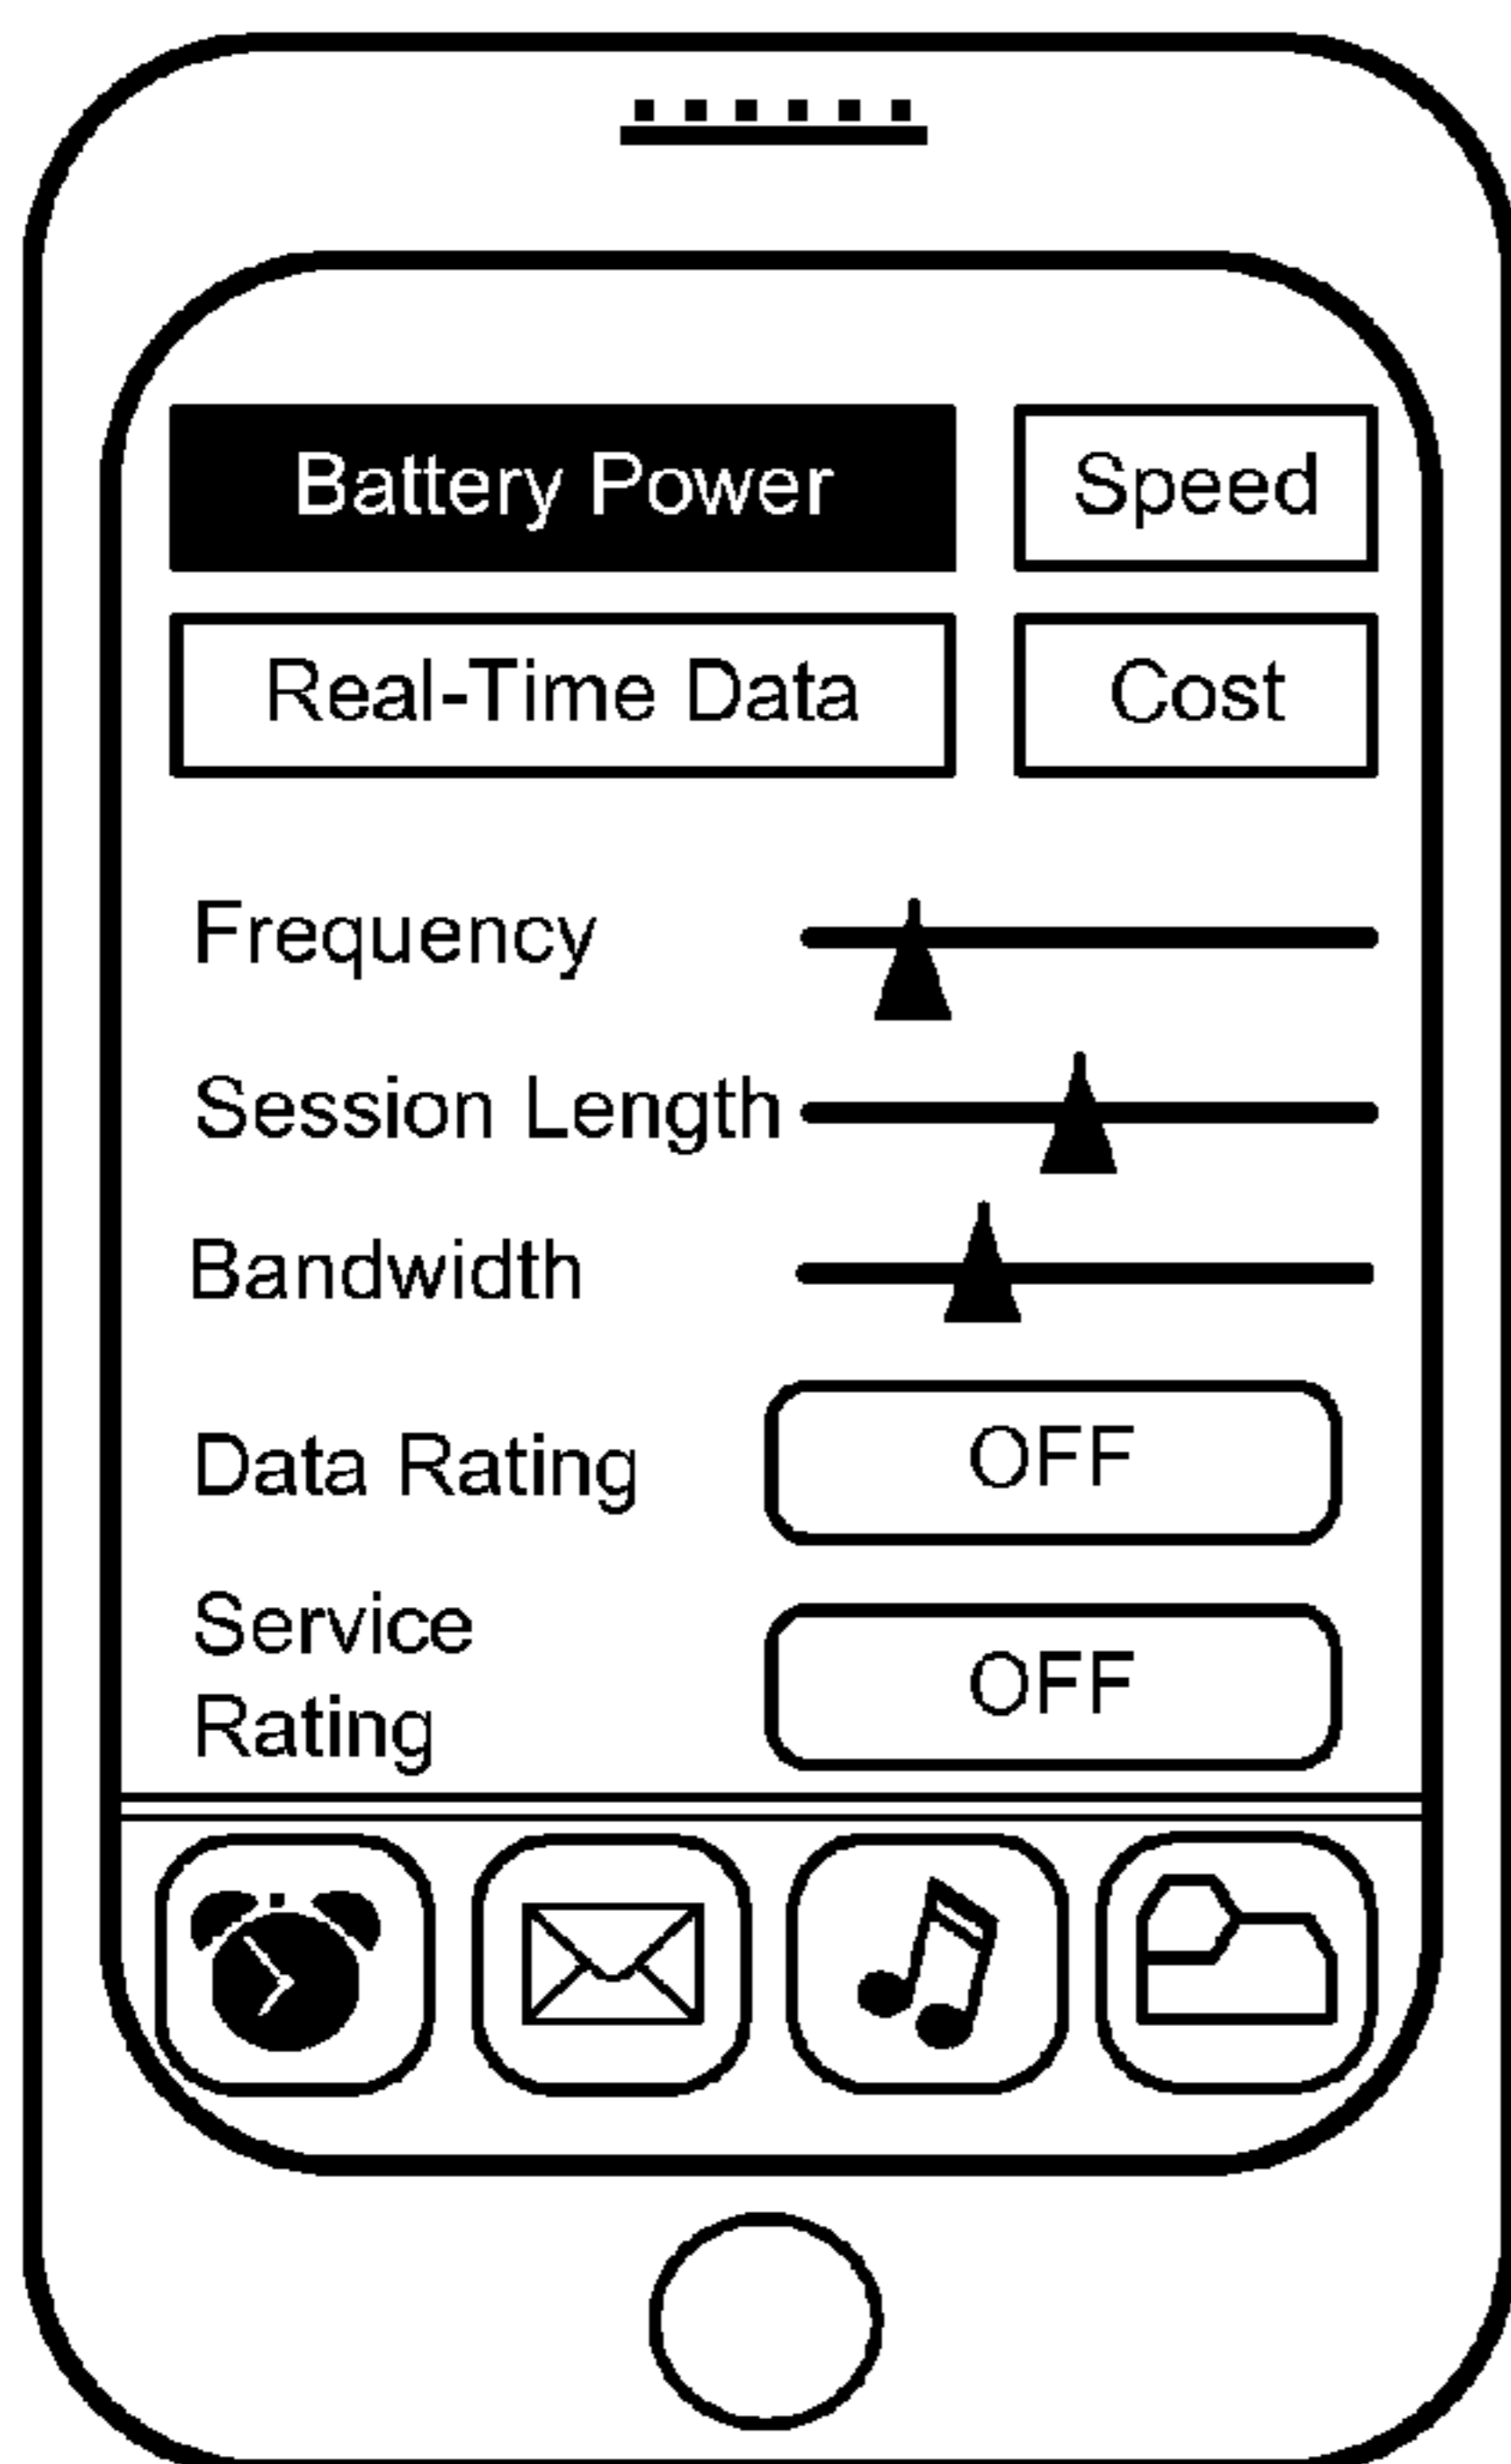 Battery Power
Speed
Real-Time Data
Cost
Frequency
Session Length
Bandwidth
Data Rating
OFF
Service
Rating
OFF